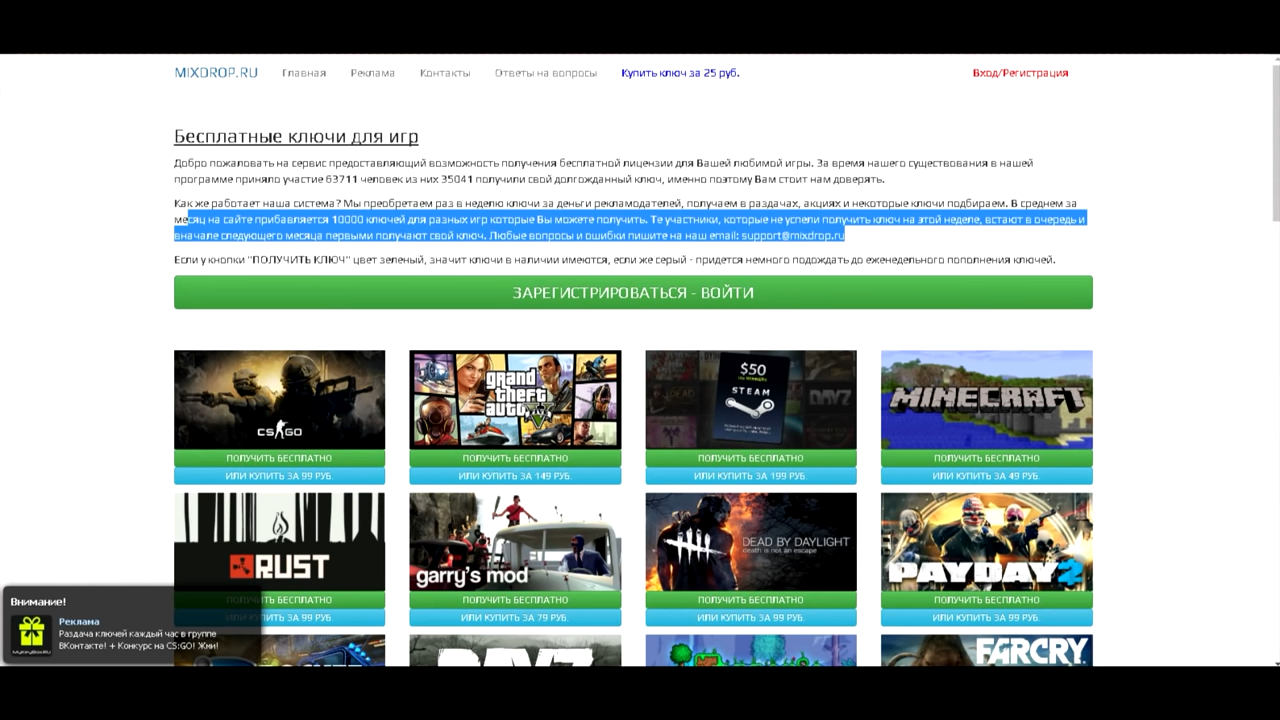 MIXDROP.RU Главная Реклама Контакты Ответы на вопросы Купить ключ за 25 руб. Вход/Регистрация
Бесплатные ключи для игр
Добро пожаловать на сервис предоставляющий возможность получения бесплатной лицензии для Вашей любимой игры. За время нашего существования в нашей
программе приняло участие 63711 человек из них 35041 получили свой долгожданный ключ, именно поэтому Вам стоит нам доверять.
Как же работает наша система? Мы преобретаем раз в неделю ключи за деньги рекламодателей, получаем в раздачах, акциях и некоторые ключи подбираем. В среднем за
месяц на сайте прибавляется 10000 ключей для разных игр которые Вы можете получить. Те участники, которые не успели получить ключ на этой неделе, встают в очередь и
вначале следующего месяца первыми получают свой ключ. Любые вопросы и ошибки пишите на наш email: support@mixdrop.ru
Если у кнопки "ПОЛУЧИТЬ КЛЮЧ" цвет зеленый, значит ключи в наличии имеются, если же серый - придется немного подождать до еженедельного пополнения ключей.
ЗАРЕГИСТРИРОВАТЬСЯ - ВОЙТИ
CS GO
grand theft auto V
$50
STEAM
DAYZ
MINECRAFT
ПОЛУЧИТЬ БЕСПЛАТНО ПОЛУЧИТЬ БЕСПЛАТНО ПОЛУЧИТЬ БЕСПЛАТНО ПОЛУЧИТЬ БЕСПЛАТНО
ИЛИ КУПИТЬ ЗА 99 РУБ. ИЛИ КУПИТЬ ЗА 149 РУБ. ИЛИ КУПИТЬ ЗА 199 РУБ. ИЛИ КУПИТЬ ЗА 49 РУБ.
RUST
garry's mod
DEAD BY DAYLIGHT
death is not an escape
PAYDAY 2
ПОЛУЧИТЬ БЕСПЛАТНО ПОЛУЧИТЬ БЕСПЛАТНО ПОЛУЧИТЬ БЕСПЛАТНО ПОЛУЧИТЬ БЕСПЛАТНО
ИЛИ КУПИТЬ ЗА 99 РУБ. ИЛИ КУПИТЬ ЗА 79 РУБ. ИЛИ КУПИТЬ ЗА 99 РУБ. ИЛИ КУПИТЬ ЗА 99 РУБ.
FARCRY
Внимание!
Реклама
Раздача ключей каждый час в группе
ВКонтакте! + Конкурс на CS:GO! Жми!